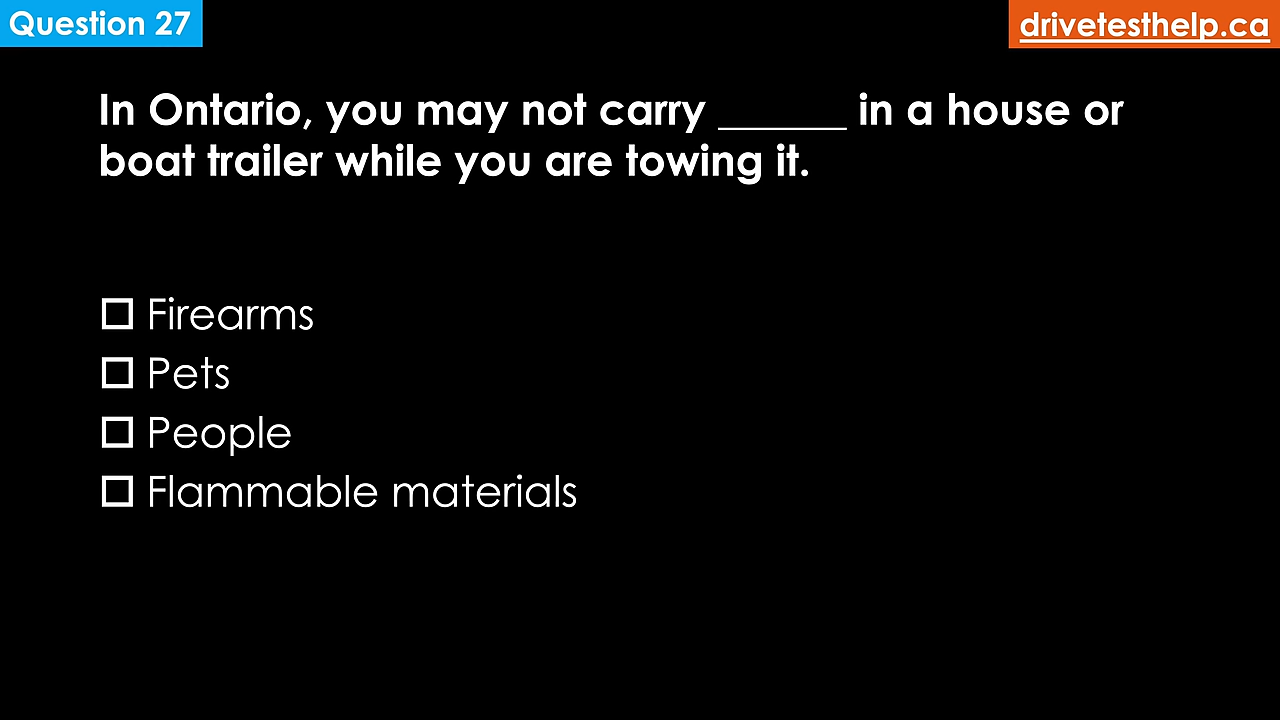 Question 27
drivetesthelp.ca
In Ontario, you may not carry ______ in a house or
boat trailer while you are towing it.
Firearms
Pets
People
Flammable materials